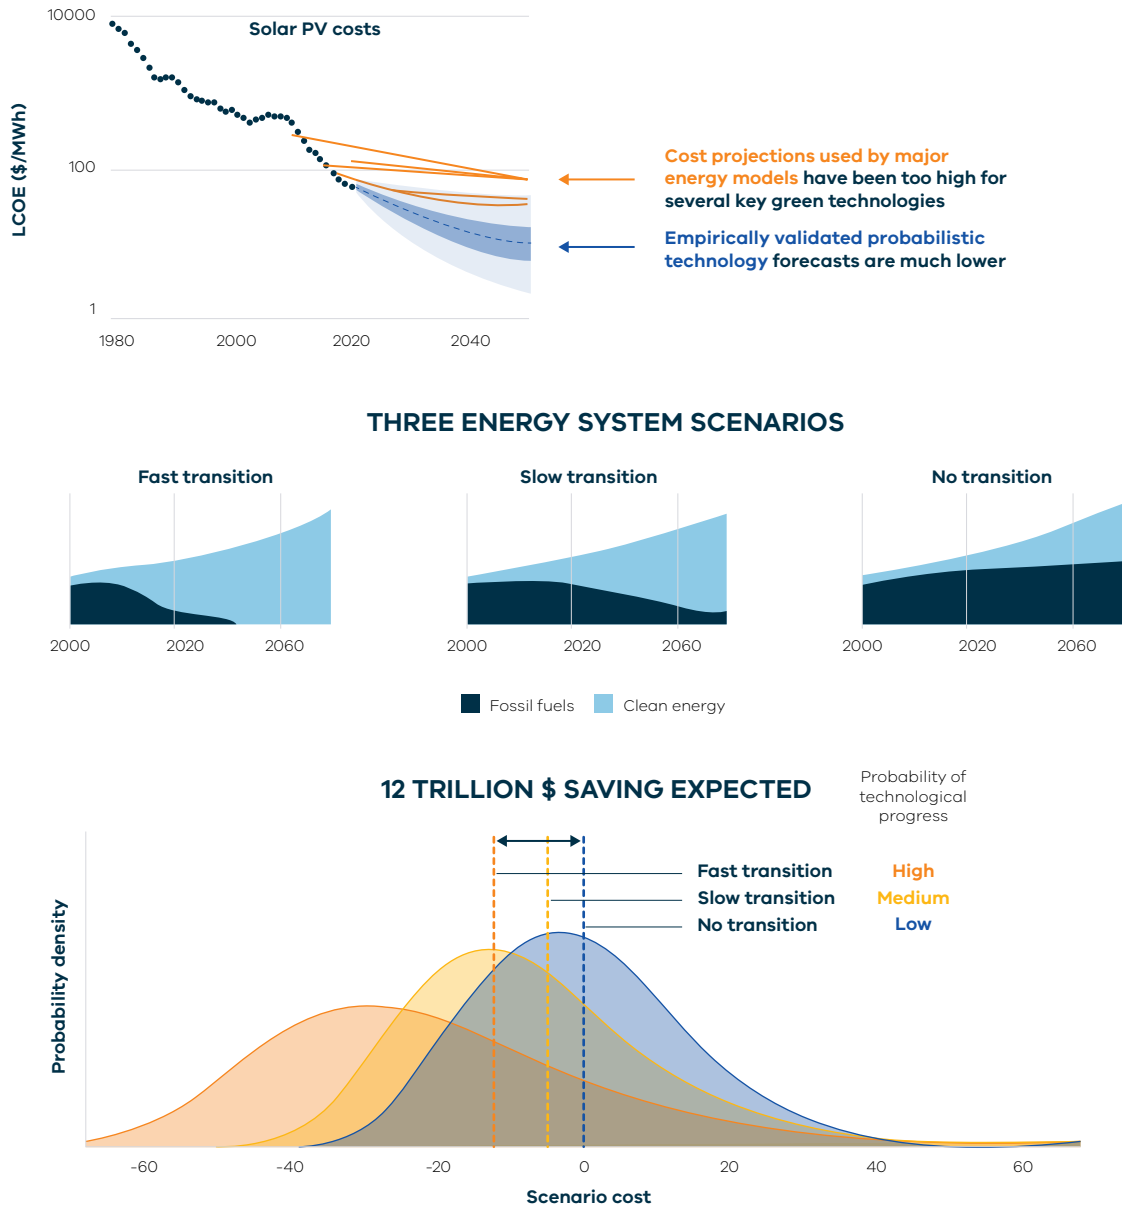 10000
Solar PV costs
LCOE ($/MWh)
100
1
1980
2000
2020
2040
Cost projections used by major
energy models have been too high for
several key green technologies
Empirically validated probabilistic
technology forecasts are much lower
THREE ENERGY SYSTEM SCENARIOS
Fast transition
2000
2020
2060
Slow transition
2000
2020
2060
No transition
2000
2020
2060
Fossil fuels
Clean energy
12 TRILLION $ SAVING EXPECTED
Probability of
technological
progress
Fast transition High
Slow transition Medium
No transition Low
Probability density
-60
-40
-20
0
20
40
60
Scenario cost